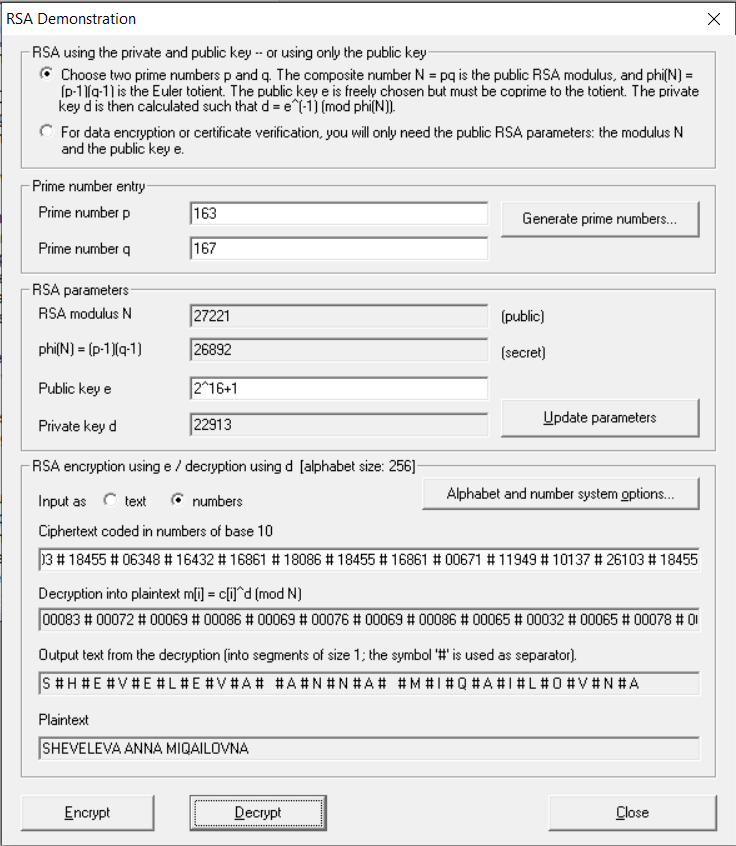 RSA Demonstration
RSA using the private and public key -- or using only the public key
Choose two prime numbers p and q. The composite number N = pq is the public RSA modulus, and phi(N) =
(p-1)(q-1) is the Euler totient. The public key e is freely chosen but must be coprime to the totient. The private
key d is then calculated such that d = e^(-1) (mod phi(N)).
For data encryption or certificate verification, you will only need the public RSA parameters: the modulus N
and the public key e.
Prime number entry
Prime number p 163 Generate prime numbers...
Prime number q 167
RSA parameters
RSA modulus N 27221 (public)
phi(N) = (p-1)(q-1) 26892 (secret)
Public key e 2^16+1
Private key d 22913 Update parameters
RSA encryption using e / decryption using d [alphabet size: 256]
Input as text numbers Alphabet and number system options...
Ciphertext coded in numbers of base 10
3 # 18455 # 06348 # 16432 # 16861 # 18086 # 18455 # 16861 # 00671 # 11949 # 10137 # 26103 # 18455
Decryption into plaintext m[i] = c[i]^d (mod N)
00083 # 00072 # 00069 # 00086 # 00069 # 00076 # 00069 # 00086 # 00065 # 00032 # 00065 # 00078 # 0
Output text from the decryption (into segments of size 1; the symbol '#' is used as separator).
S # H # E # V # E # L # E # V # A #   # A # N # N # A #   # M # I # Q # A # I # L # O # V # N # A
Plaintext
SHEVELEVA ANNA MIQAILOVNA
Encrypt Decrypt Close